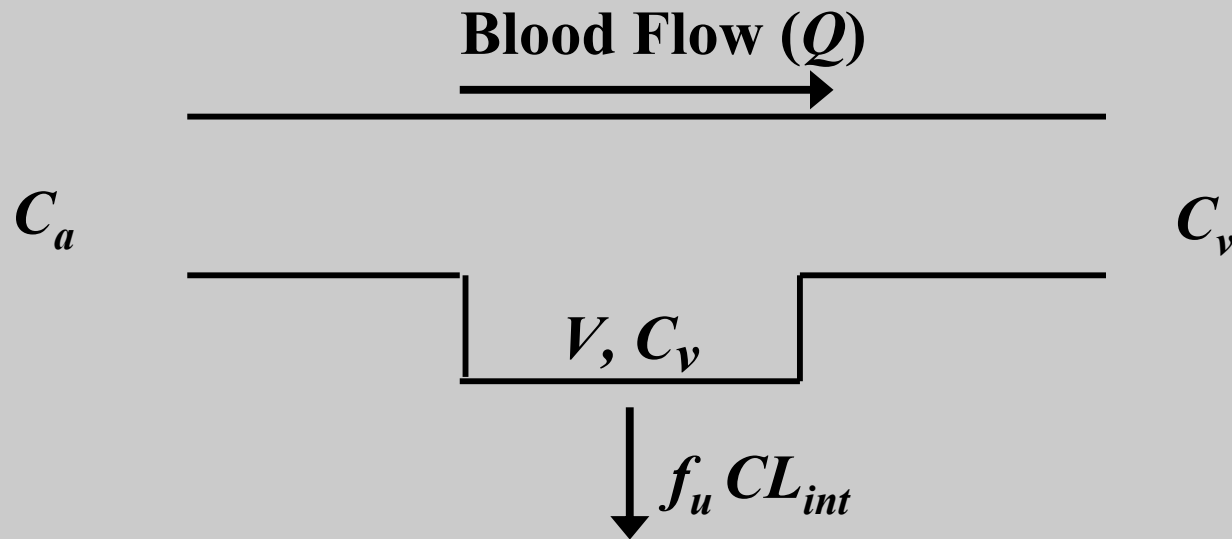 Blood Flow (Q)
C_a
C_v
V, C_v
f_u CL_int